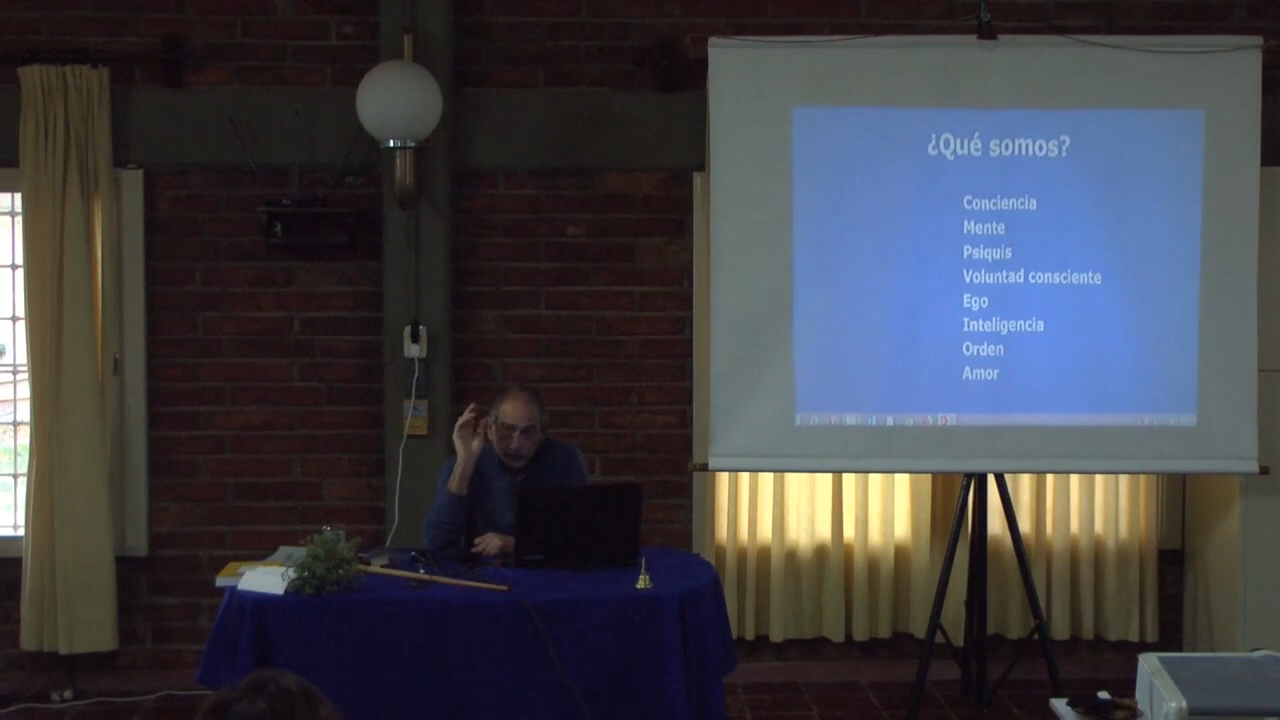 ¿Qué somos?
Conciencia
Mente
Psiquis
Voluntad consciente
Ego
Inteligencia
Orden
Amor